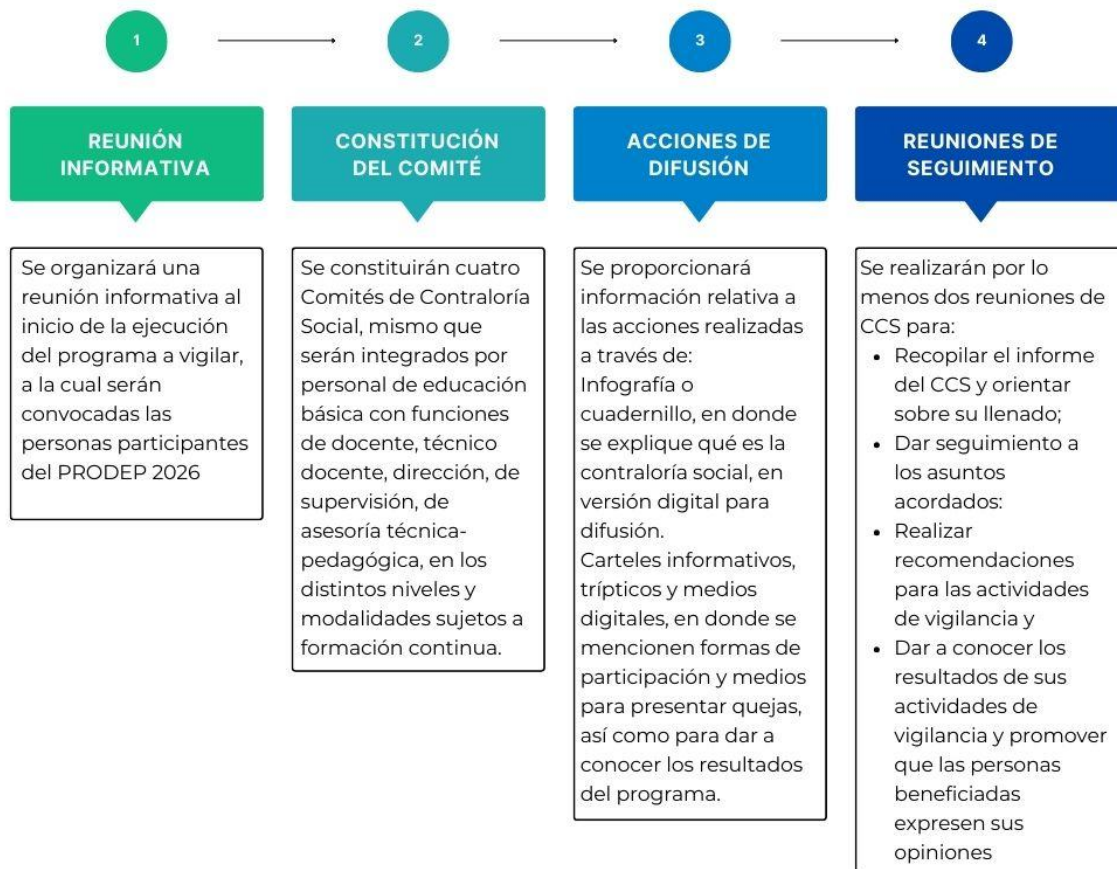 1
2
3
4
REUNIÓN
INFORMATIVA
CONSTITUCIÓN
DEL COMITÉ
ACCIONES DE
DIFUSIÓN
REUNIONES DE
SEGUIMIENTO
Se organizará una
reunión informativa al
inicio de la ejecución
del programa a vigilar,
a la cual serán
convocadas las
personas participantes
del PRODEP 2026
Se constituirán cuatro
Comités de Contraloría
Social, mismo que
serán integrados por
personal de educación
básica con funciones
de docente, técnico
docente, dirección, de
supervisión, de
asesoría técnica-
pedagógica, en los
distintos niveles y
modalidades sujetos a
formación continua.
Se proporcionará
información relativa a
las acciones realizadas
a través de:
Infografía o
cuadernillo, en donde
se explique qué es la
contraloría social, en
versión digital para
difusión.
Carteles informativos,
trípticos y medios
digitales, en donde se
mencionen formas de
participación y medios
para presentar quejas,
así como para dar a
conocer los resultados
del programa.
Se realizarán por lo
menos dos reuniones de
CCS para:
• Recopilar el informe
del CCS y orientar
sobre su llenado;
• Dar seguimiento a
los asuntos
acordados:
• Realizar
recomendaciones
para las actividades
de vigilancia y
• Dar a conocer los
resultados de sus
actividades de
vigilancia y promover
que las personas
beneficiadas
expresen sus
opiniones